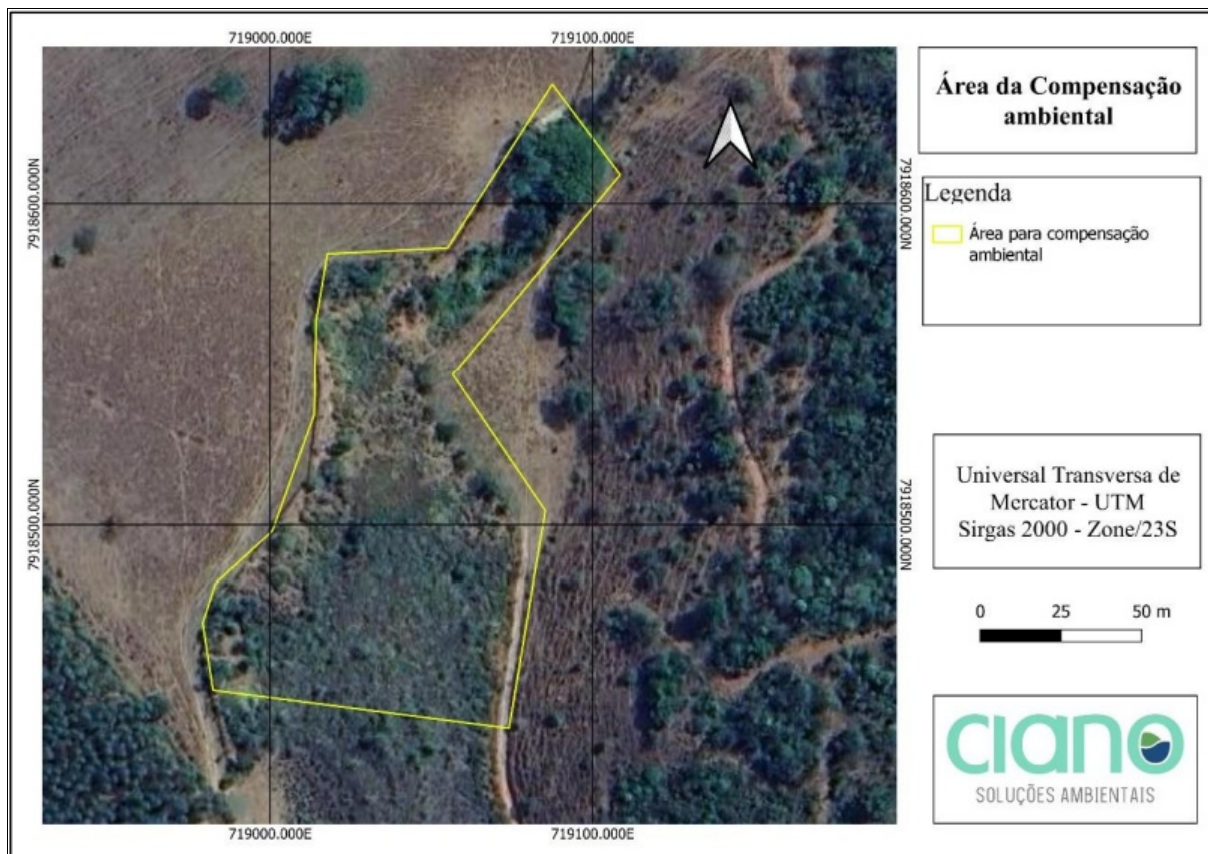 719000.000E
719100.000E
7918600.000N
7918600.000N
7918500.000N
7918500.000N
719000.000E
719100.000E
Área da Compensação
ambiental
Legenda
Área para compensação
ambiental
Universal Transversa de
Mercator - UTM
Sirgas 2000 - Zone/23S
0 25 50 m
ciano
SOLUÇÕES AMBIENTAIS